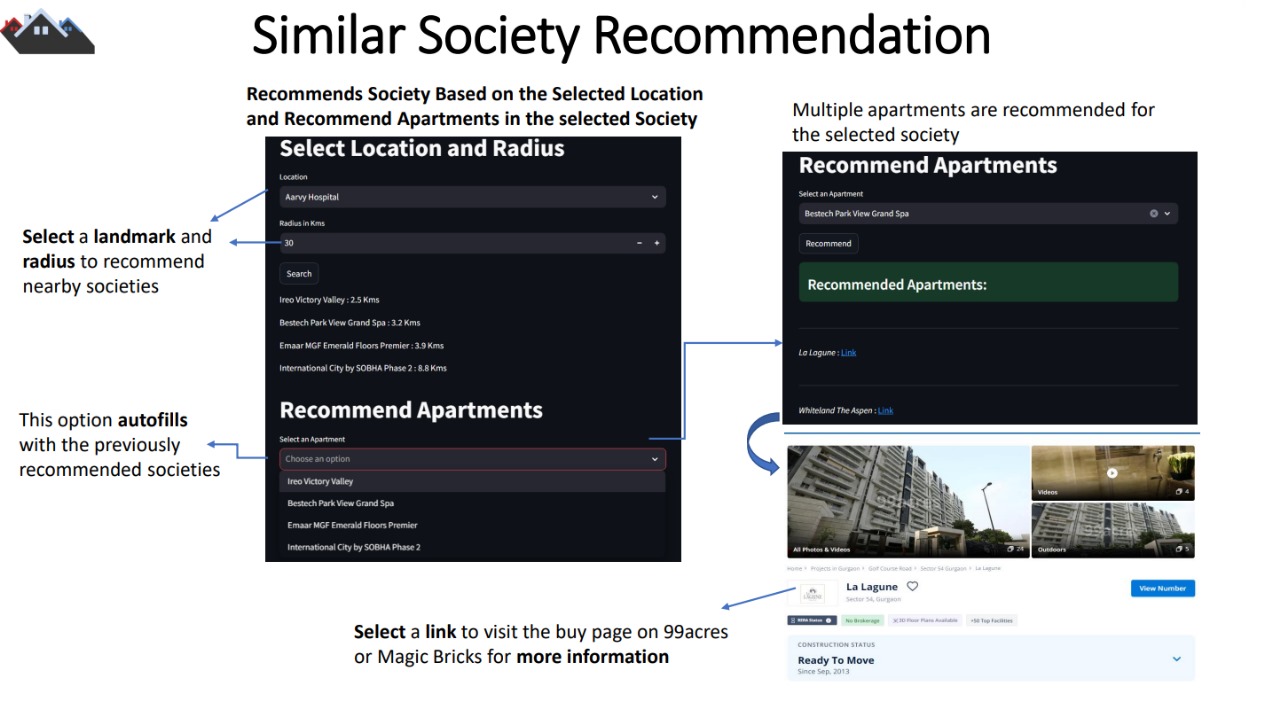 Similar Society Recommendation
Recommends Society Based on the Selected Location
and Recommend Apartments in the selected Society
Select Location and Radius
Location
Aarvy Hospital
Radius in Kms
30
Search
Ireo Victory Valley : 2.5 Kms
Bestech Park View Grand Spa : 3.2 Kms
Emaar MGF Emerald Floors Premier : 3.9 Kms
International City by SOBHA Phase 2 : 8.8 Kms
Recommend Apartments
Select an Apartment
Choose an option
Ireo Victory Valley
Bestech Park View Grand Spa
Emaar MGF Emerald Floors Premier
International City by SOBHA Phase 2
Select a landmark and
radius to recommend
nearby societies
This option autofills
with the previously
recommended societies
Multiple apartments are recommended for
the selected society
Recommend Apartments
Select an Apartment
Bestech Park View Grand Spa
Recommend
Recommended Apartments:
La Lagune : Link
Whiteland The Aspen : Link
All Photos & Videos
24
Videos
4
Outdoors
5
Home > Projects in Gurgaon > Golf Course Road > Sector 54 Gurgaon > La Lagune
La Lagune
Sector 54, Gurgaon
View Number
RERA Status
No Brokerage
3D Floor Plans Available
+50 Top Facilities
CONSTRUCTION STATUS
Ready To Move
Since Sep, 2013
Select a link to visit the buy page on 99acres
or Magic Bricks for more information